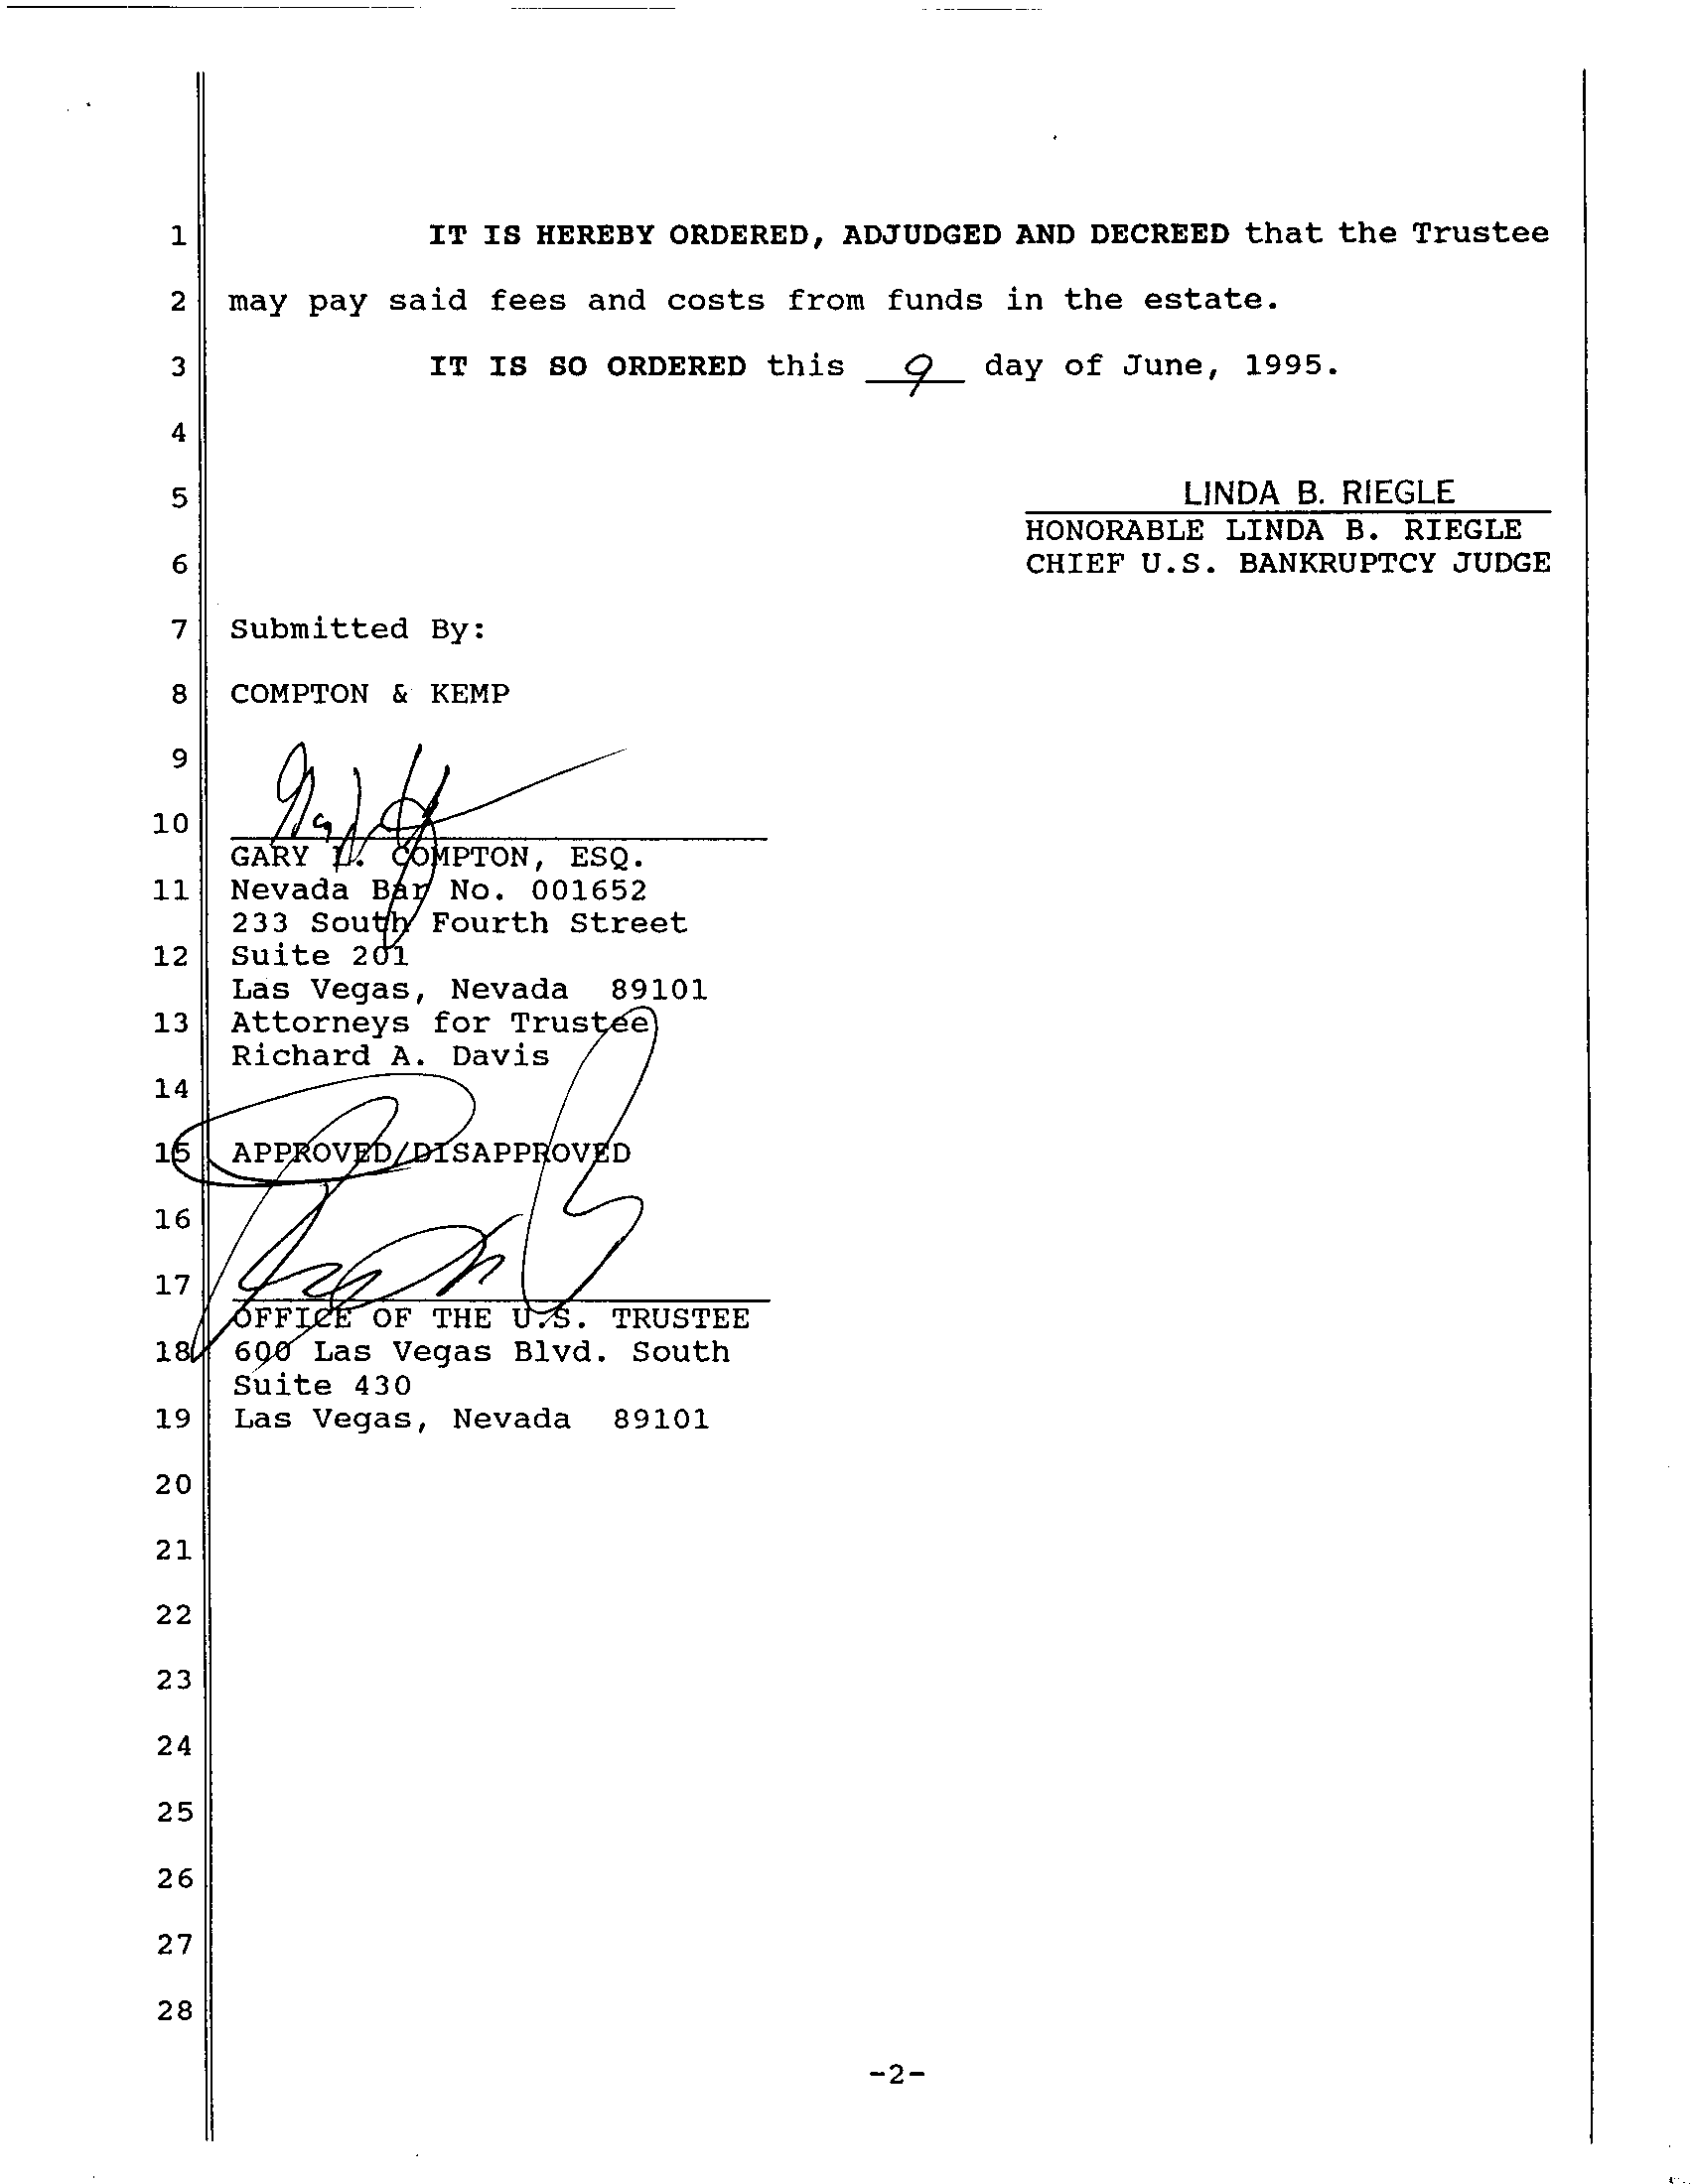 1 IT IS HEREBY ORDERED, ADJUDGED AND DECREED that the Trustee
2 may pay said fees and costs from funds in the estate.
3 IT IS SO ORDERED this 9 day of June, 1995.
4
5 LINDA B. RIEGLE
HONORABLE LINDA B. RIEGLE
6 CHIEF U.S. BANKRUPTCY JUDGE
7 Submitted By:
8 COMPTON & KEMP
9
10
GARY L. COMPTON, ESQ.
11 Nevada Bar No. 001652
233 South Fourth Street
12 Suite 201
Las Vegas, Nevada 89101
13 Attorneys for Trustee
Richard A. Davis
14
15 APPROVED/DISAPPROVED
16
17
OFFICE OF THE U.S. TRUSTEE
18 600 Las Vegas Blvd. South
Suite 430
19 Las Vegas, Nevada 89101
20
21
22
23
24
25
26
27
28
-2-